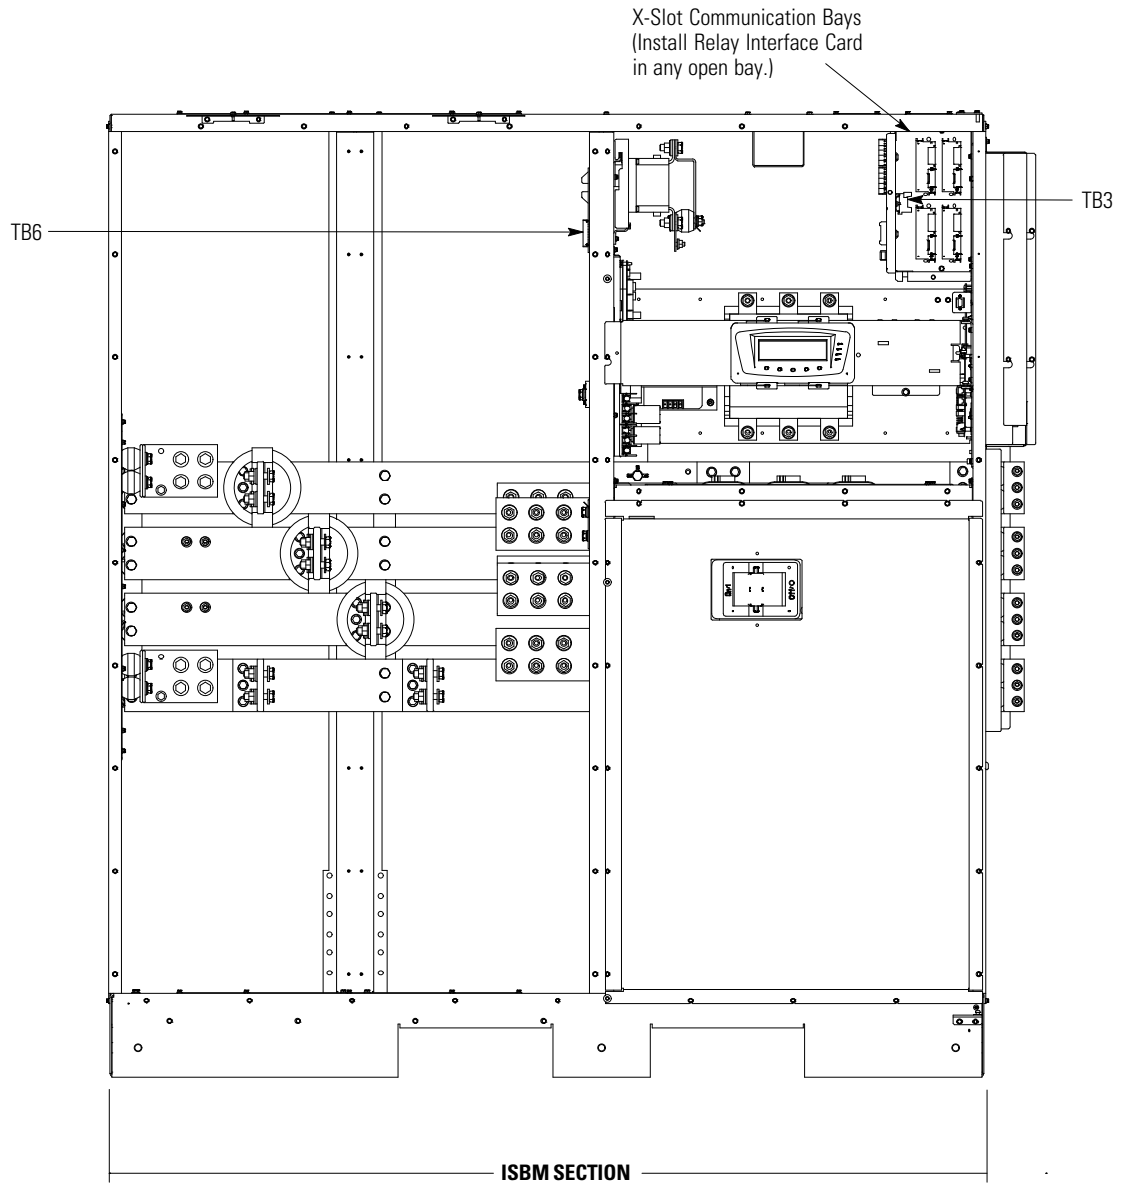 X-Slot Communication Bays
(Install Relay Interface Card
in any open bay.)
TB3
TB6
ISBM SECTION